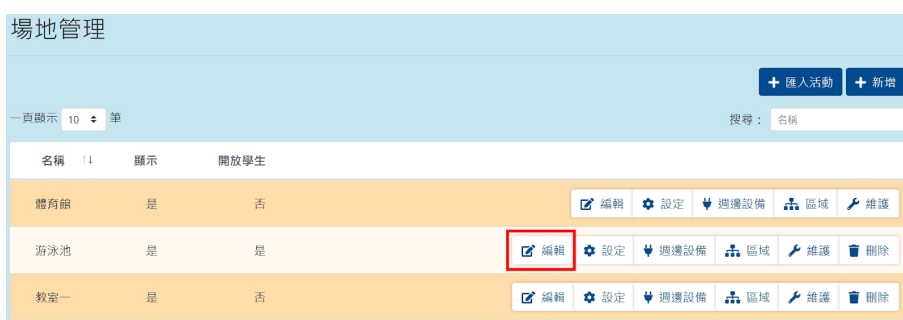 場地管理
匯入活動 新增
一頁顯示 10 筆 搜尋： 名稱
名稱 顯示 開放學生
體育館 是 否 編輯 設定 週邊設備 區域 維護
游泳池 是 是 編輯 設定 週邊設備 區域 維護 刪除
教室一 是 否 編輯 設定 週邊設備 區域 維護 刪除